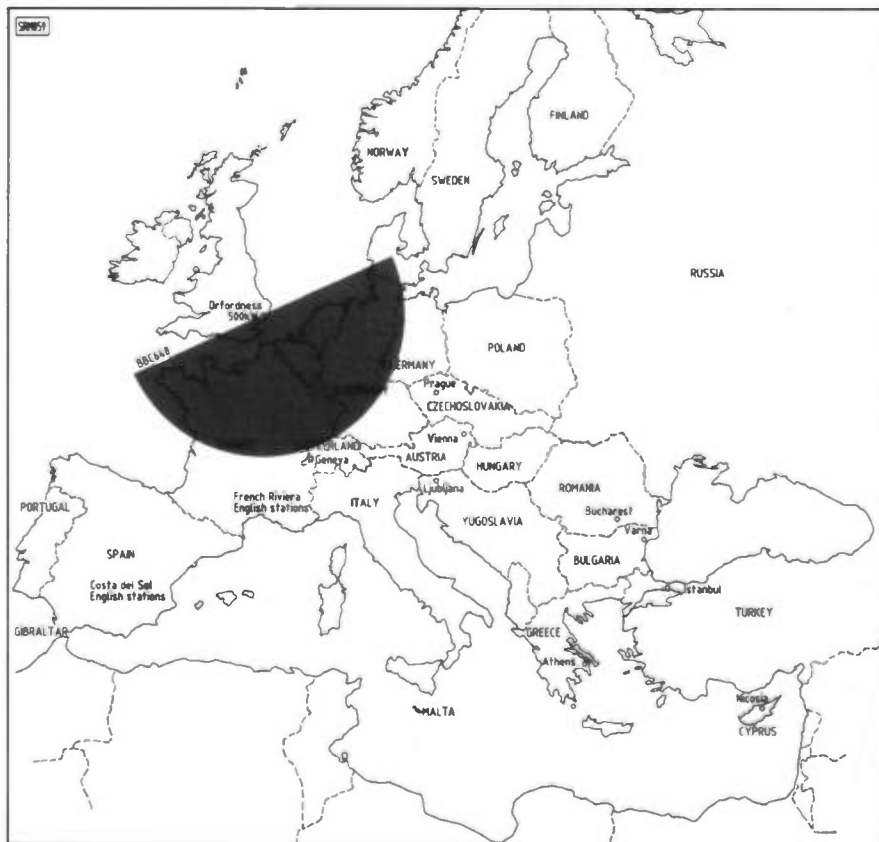 SRM059
FINLAND
NORWAY
SWEDEN
RUSSIA
Orfordness
500kW
BBC648
POLAND
GERMANY
Prague
CZECHOSLOVAKIA
Vienna
AUSTRIA
Geneva
HUNGARY
Ljubljana
French Riviera
English stations
ITALY
ROMANIA
Bucharest
Varna
YUGOSLAVIA
PORTUGAL
SPAIN
BULGARIA
Costa del Sol
English stations
Istanbul
TURKEY
GIBRALTAR
GREECE
Athens
Nicosia
CYPRUS
MALTA